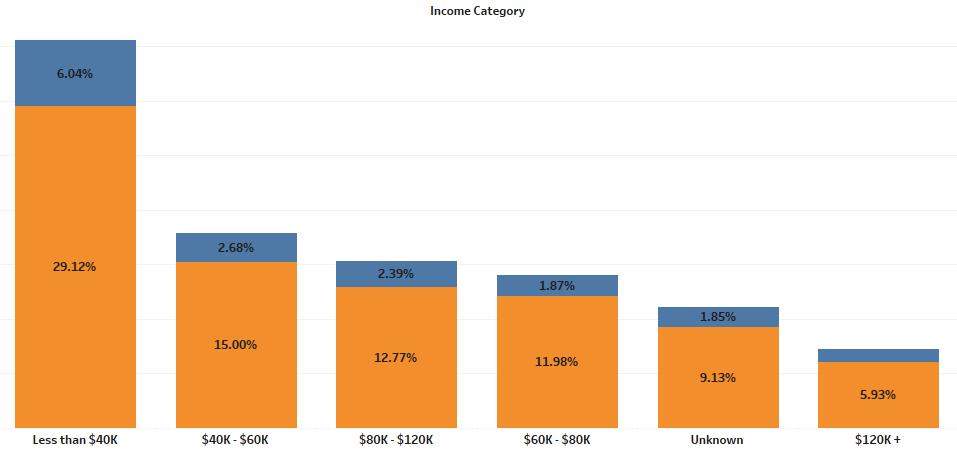 Income Category
6.04%
29.12%
2.68%
15.00%
2.39%
12.77%
1.87%
11.98%
1.85%
9.13%
5.93%
Less than $40K
$40K - $60K
$80K - $120K
$60K - $80K
Unknown
$120K +